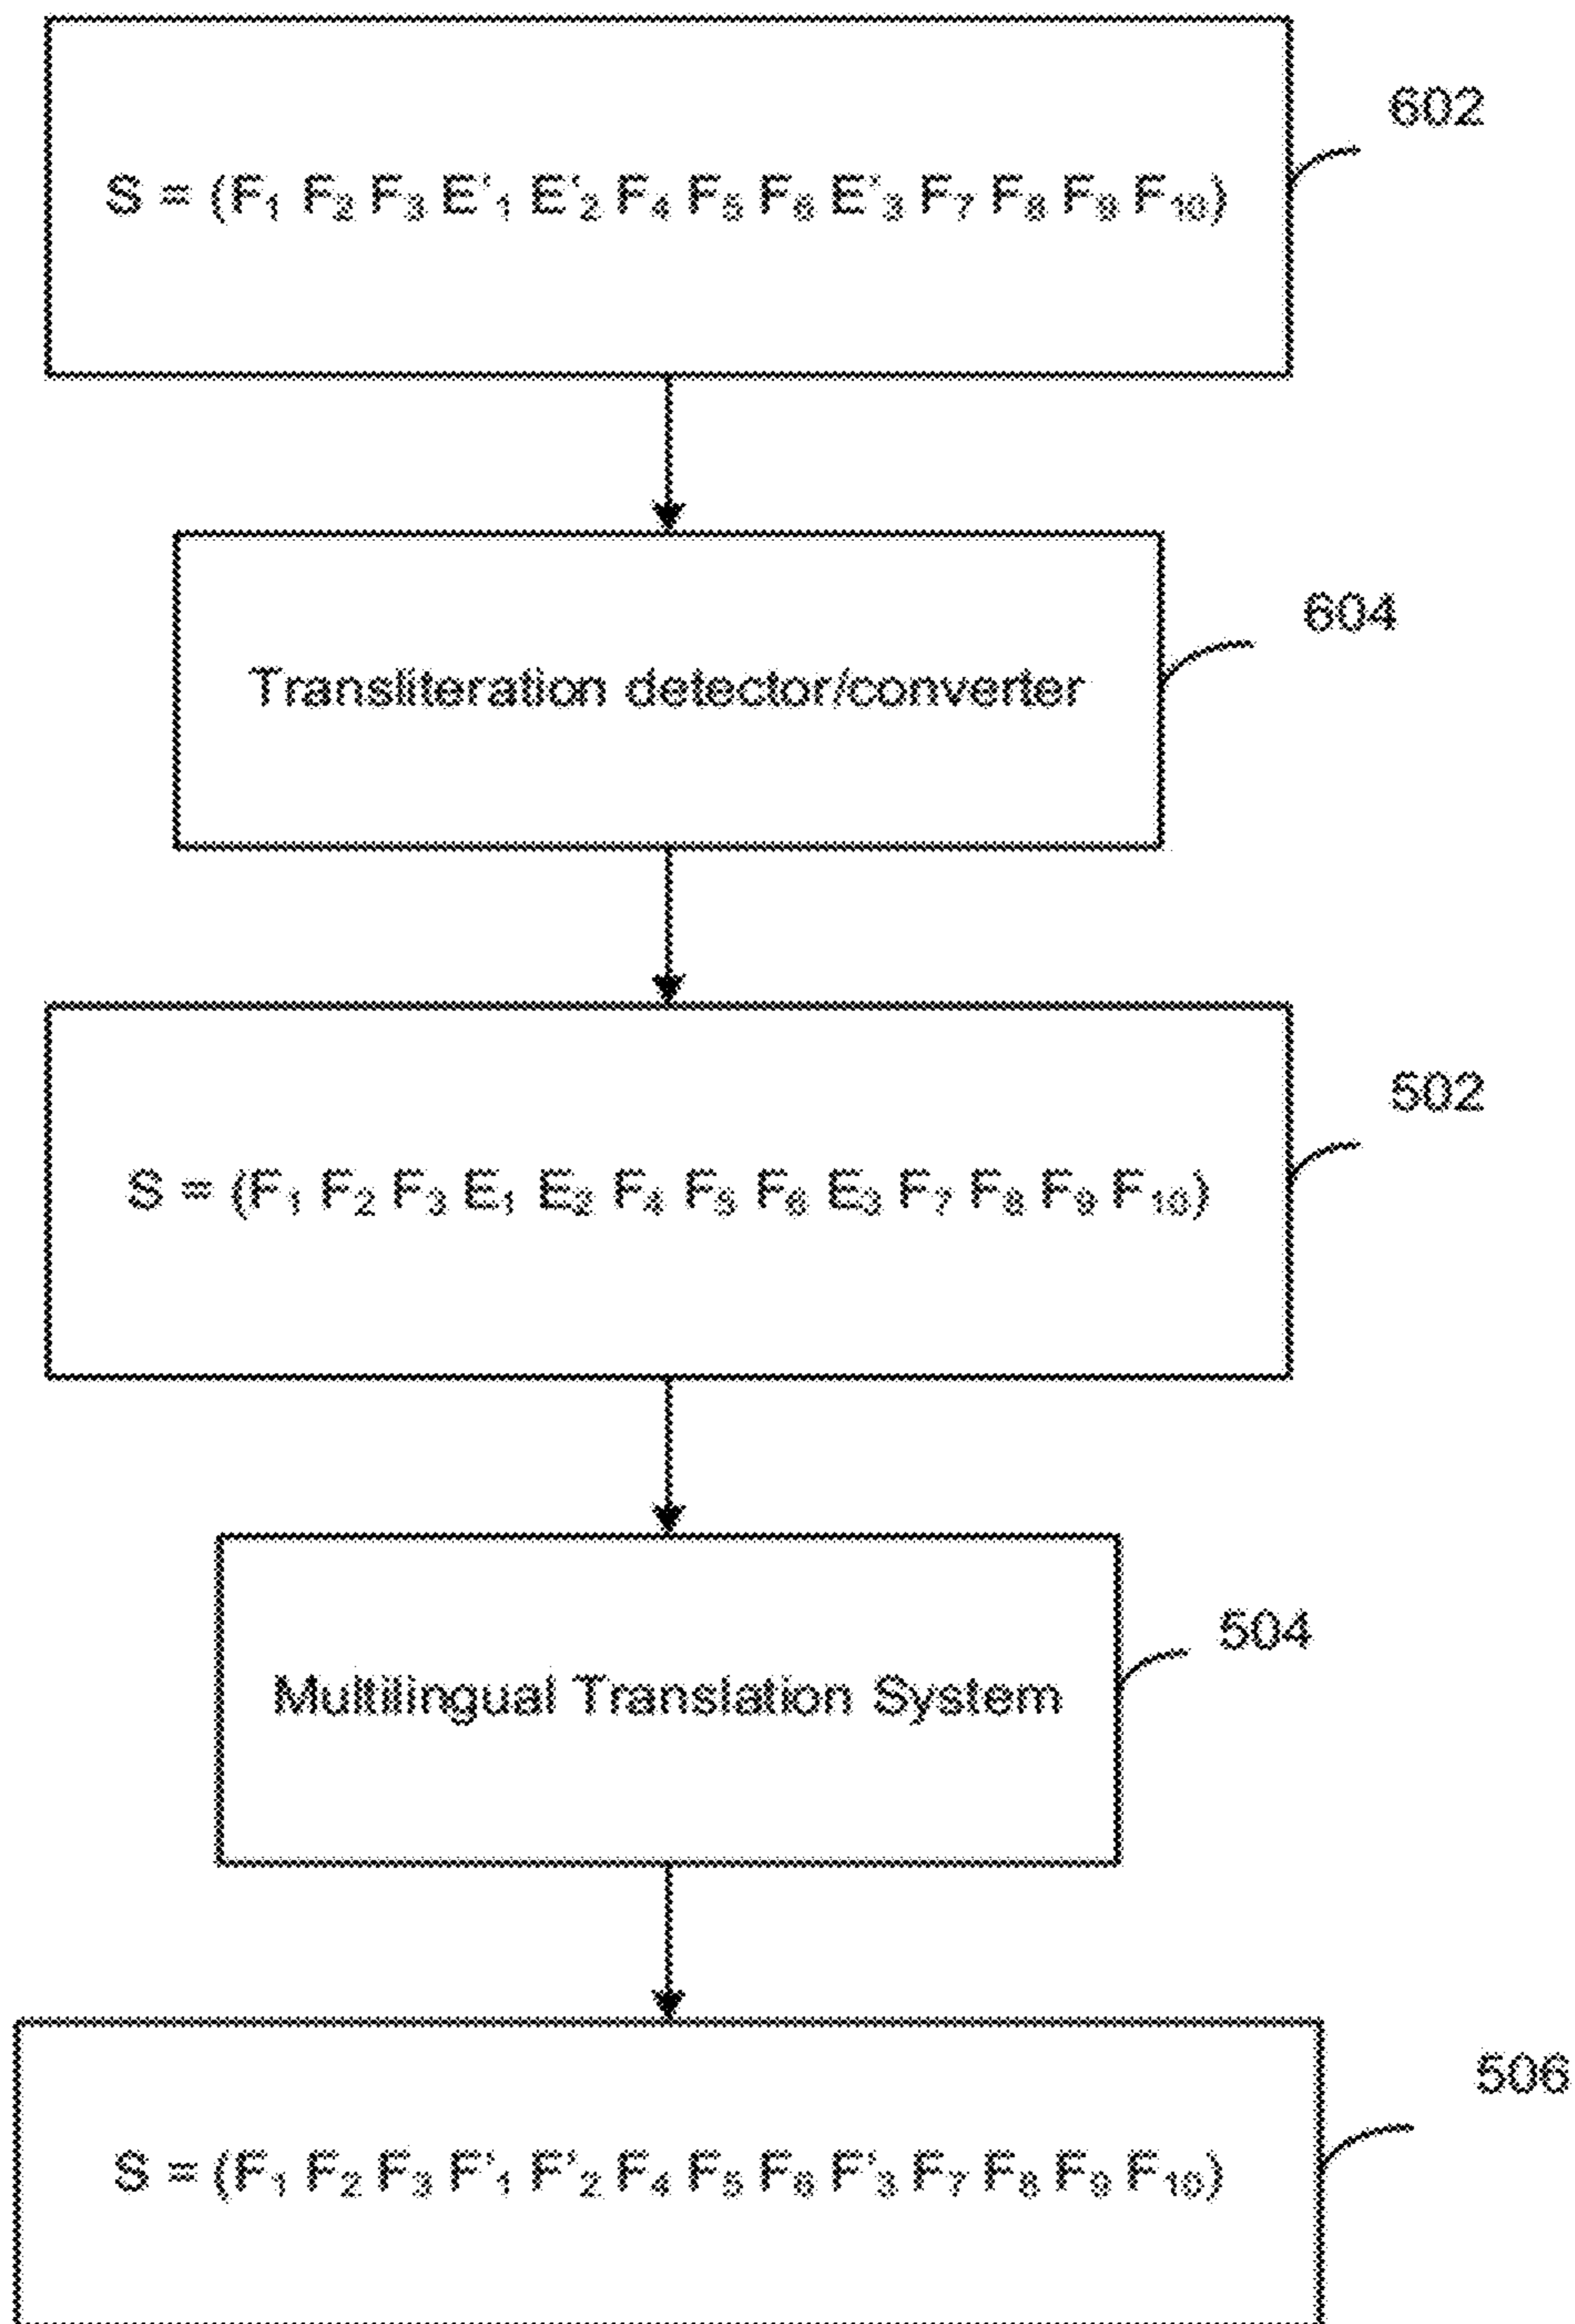 602
S = (F₁ F₂ F₃ E'₁ E'₂ F₄ F₅ F₆ E'₃ F₇ F₈ F₉ F₁₀)
604
Transliteration detector/converter
502
S = (F₁ F₂ F₃ E₁ E₂ F₄ F₅ F₆ E₃ F₇ F₈ F₉ F₁₀)
504
Multilingual Translation System
506
S = (F₁ F₂ F₃ F'₁ F'₂ F₄ F₅ F₆ F'₃ F₇ F₈ F₉ F₁₀)